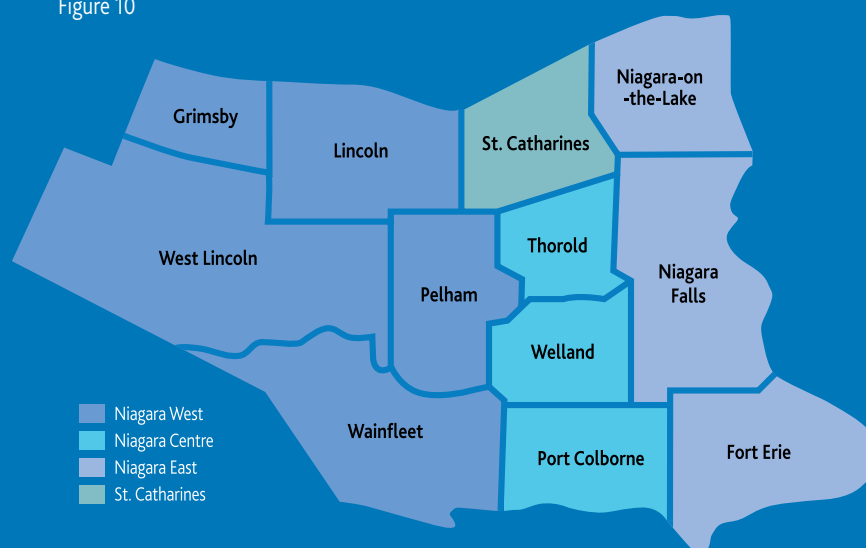 Figure 10
Niagara-on
-the-Lake
Grimsby
Lincoln
St. Catharines
West Lincoln
Thorold
Pelham
Niagara
Falls
Welland
Wainfleet
Port Colborne
Fort Erie
Niagara West
Niagara Centre
Niagara East
St. Catharines